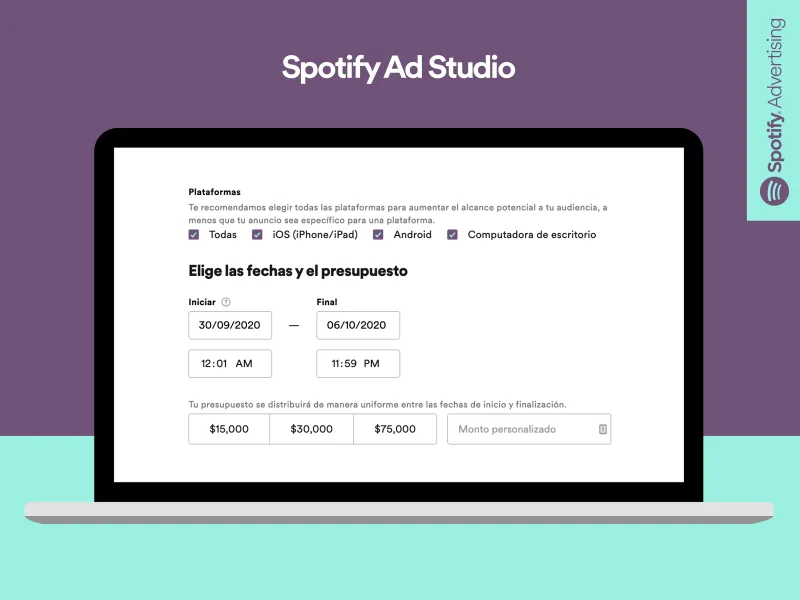 Spotify Ad Studio
Spotify Advertising
Plataformas
Te recomendamos elegir todas las plataformas para aumentar el alcance potencial a tu audiencia, a
menos que tu anuncio sea específico para una plataforma.
Todas iOS (iPhone/iPad) Android Computadora de escritorio
Elige las fechas y el presupuesto
Iniciar ? Final
30/09/2020 — 06/10/2020
12:01 AM 11:59 PM
Tu presupuesto se distribuirá de manera uniforme entre las fechas de inicio y finalización.
$15,000 $30,000 $75,000 Monto personalizado